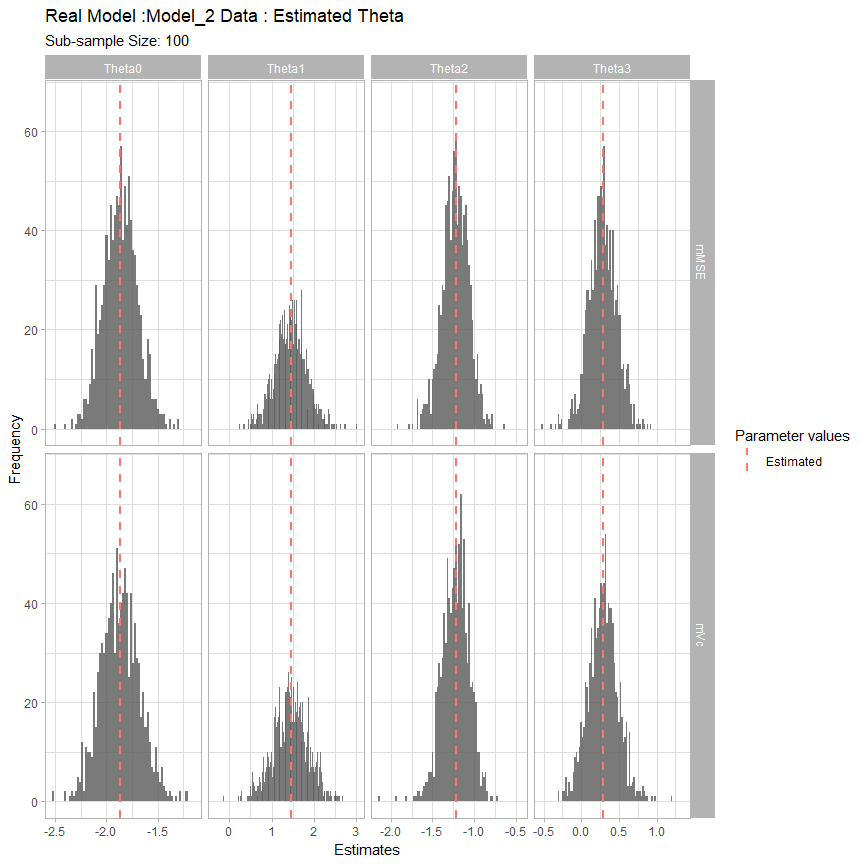 Real Model :Model_2 Data : Estimated Theta
Sub-sample Size: 100
Theta0 Theta1 Theta2 Theta3
60
40
20
0
mMSE
Frequency
Parameter values
Estimated
60
40
20
0
mVc
-2.5 -2.0 -1.5 0 1 2 3 -2.0 -1.5 -1.0 -0.5 -0.5 0.0 0.5 1.0
Estimates